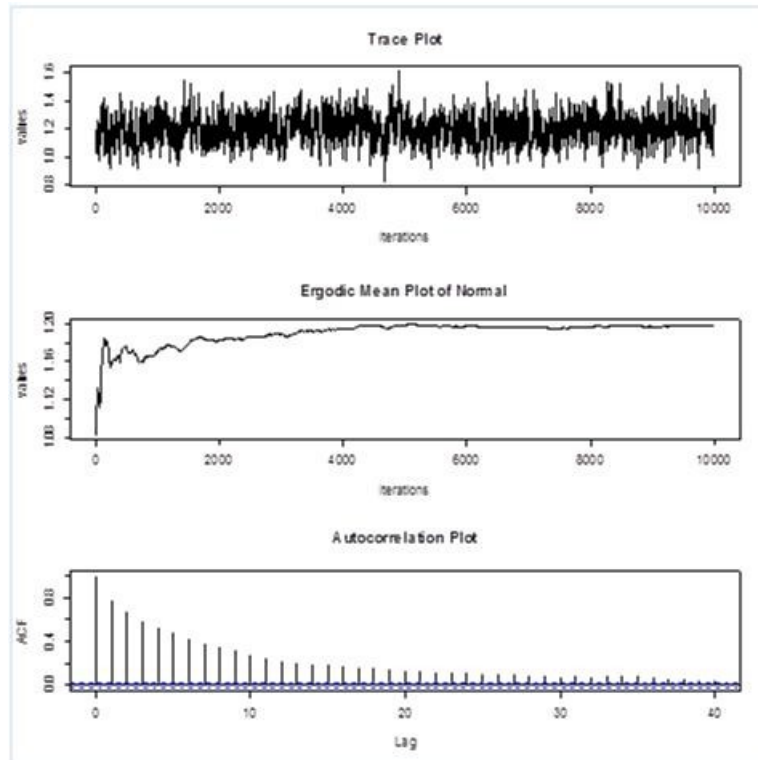 Trace Plot
values
0.8 1.0 1.2 1.4 1.6
0 2000 4000 6000 8000 10000
Iterations
Ergodic Mean Plot of Normal
values
1.08 1.12 1.16 1.20
0 2000 4000 6000 8000 10000
Iterations
Autocorrelation Plot
ACF
0.0 0.4 0.8
0 10 20 30 40
Lag